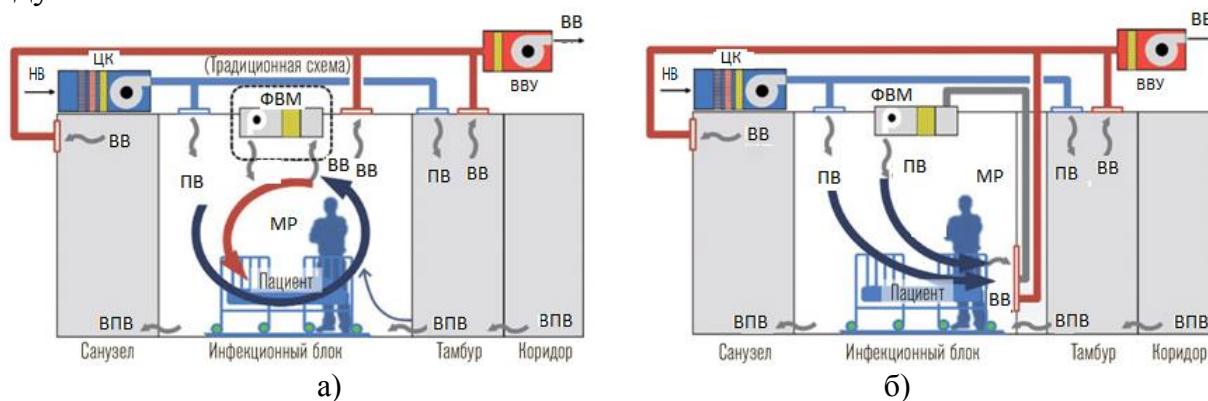 ВВ
ЦК
(Традиционная схема)
НВ
ВВУ
ФВМ
ВВ
ВВ
ВВ
ПВ
ПВ
ВВ
МР
Пациент
ВПВ
ВПВ
ВПВ
Санузел
Инфекционный блок
Тамбур
Коридор
а)
ЦК
НВ
ВВУ
ФВМ
ВВ
ПВ
ПВ
МР
ПВ
ВВ
Пациент
ВВ
ВПВ
ВПВ
ВПВ
Санузел
Инфекционный блок
Тамбур
Коридор
б)